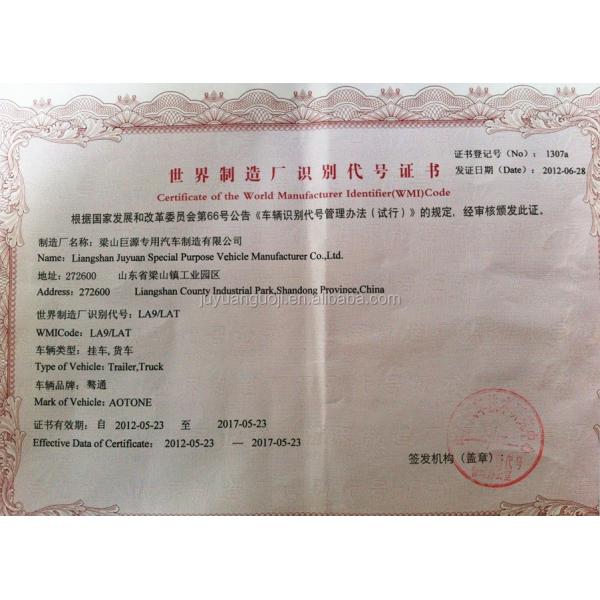 证书登记号（No）： 1307a
世界制造厂识别代号证书
发证日期（Date）：2012-06-28
Certificate of the World Manufacturer Identifier(WMI)Code
根据国家发展和改革委员会第66号公告《车辆识别代号管理办法（试行）》的规定，经审核颁发此证。
制造厂名称：梁山巨源专用汽车制造有限公司
Name: Liangshan Juyuan Special Purpose Vehicle Manufacturer Co.,Ltd.
地址：272600 山东省梁山镇工业园区
Address: 272600 Liangshan County Industrial Park,Shandong Province,China
juyuanguoji.en.alibaba.com
世界制造厂识别代号：LA9/LAT
WMICode: LA9/LAT
车辆类型：挂车,货车
Type of Vehicle: Trailer,Truck
车辆品牌：骜通
Mark of Vehicle: AOTONE
证书有效期：自 2012-05-23 至 2017-05-23
Effective Data of Certificate: 2012-05-23 — 2017-05-23
签发机构（盖章）：